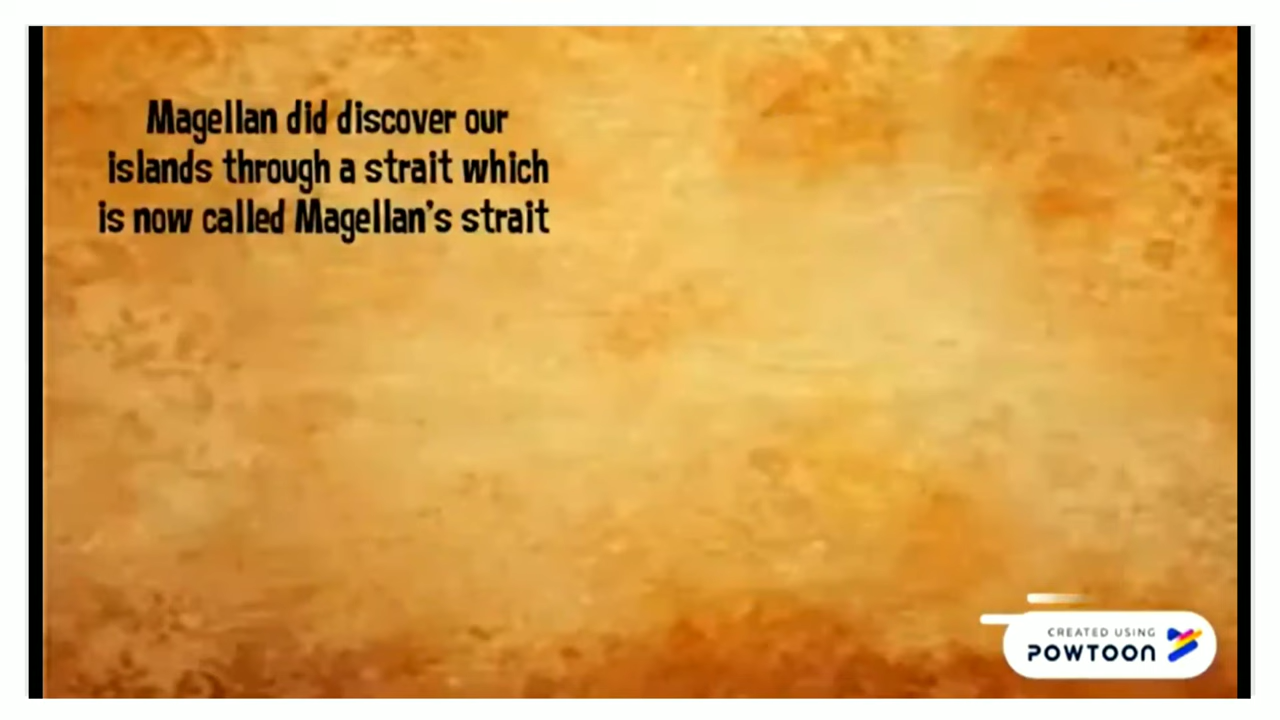 Magellan did discover our
islands through a strait which
is now called Magellan's strait
CREATED USING
POWTOON